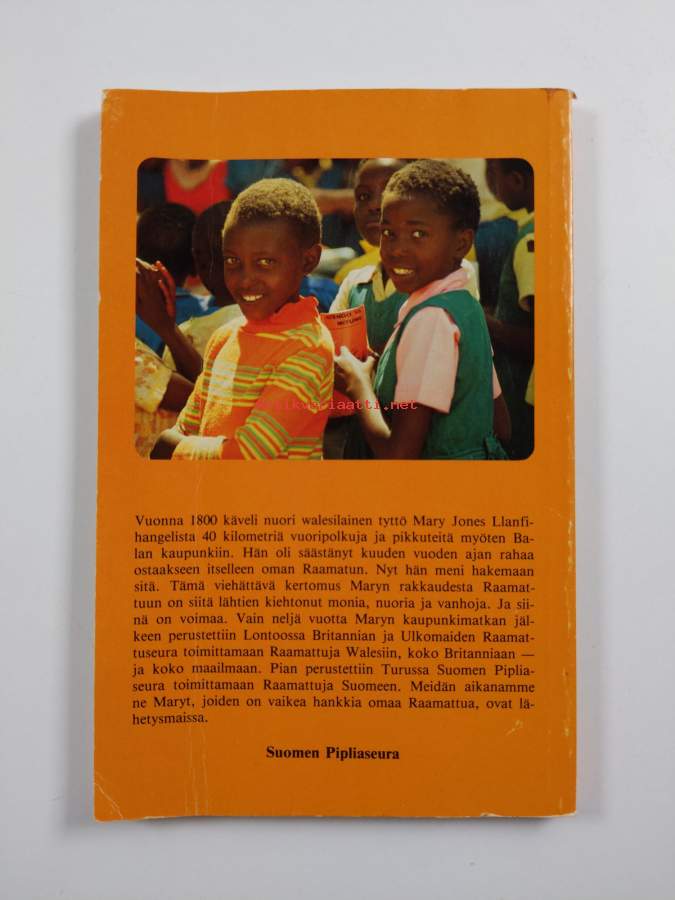 Vuonna 1800 käveli nuori walesilainen tyttö Mary Jones Llanfi-
hangelista 40 kilometriä vuoripolkuja ja pikkuteitä myöten Ba-
lan kaupunkiin. Hän oli säästänyt kuuden vuoden ajan rahaa
ostaakseen itselleen oman Raamatun. Nyt hän meni hakemaan
sitä. Tämä viehättävä kertomus Maryn rakkaudesta Raamat-
tuun on siitä lähtien kiehtonut monia, nuoria ja vanhoja. Ja sii-
nä on voimaa. Vain neljä vuotta Maryn kaupunkimatkan jäl-
keen perustettiin Lontoossa Britannian ja Ulkomaiden Raamat-
tuseura toimittamaan Raamattuja Walesiin, koko Britanniaan —
ja koko maailmaan. Pian perustettiin Turussa Suomen Piplia-
seura toimittamaan Raamattuja Suomeen. Meidän aikanamme
ne Maryt, joiden on vaikea hankkia omaa Raamattua, ovat lä-
hetysmaissa.
Suomen Pipliaseura